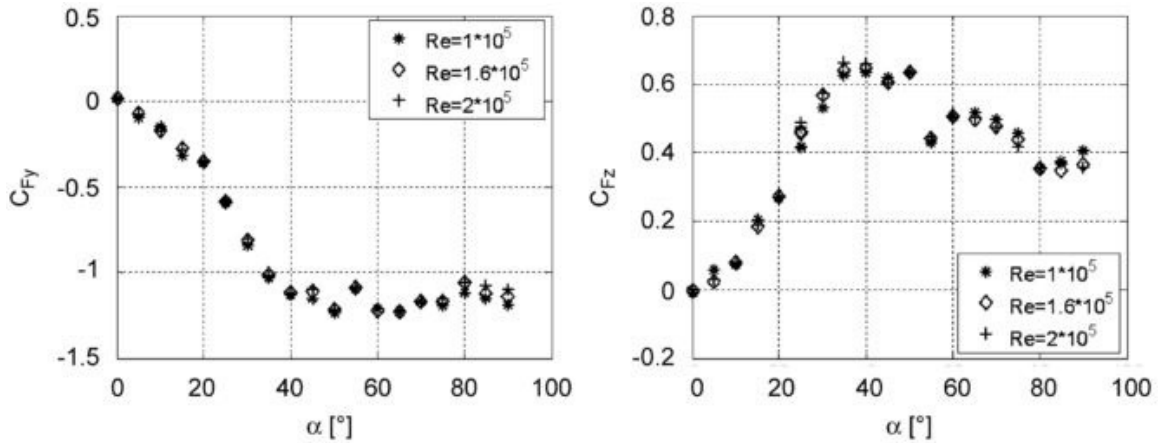 0,5
0
-0,5
-1
-1.5
C_Fy
0 20 40 60 80 100
α [°]
Re=1*10^5
Re=1.6*10^5
Re=2*10^5
0.8
0.6
0.4
0.2
0
-0.2
C_Fz
0 20 40 60 80 100
α [°]
Re=1*10^5
Re=1.6*10^5
Re=2*10^5